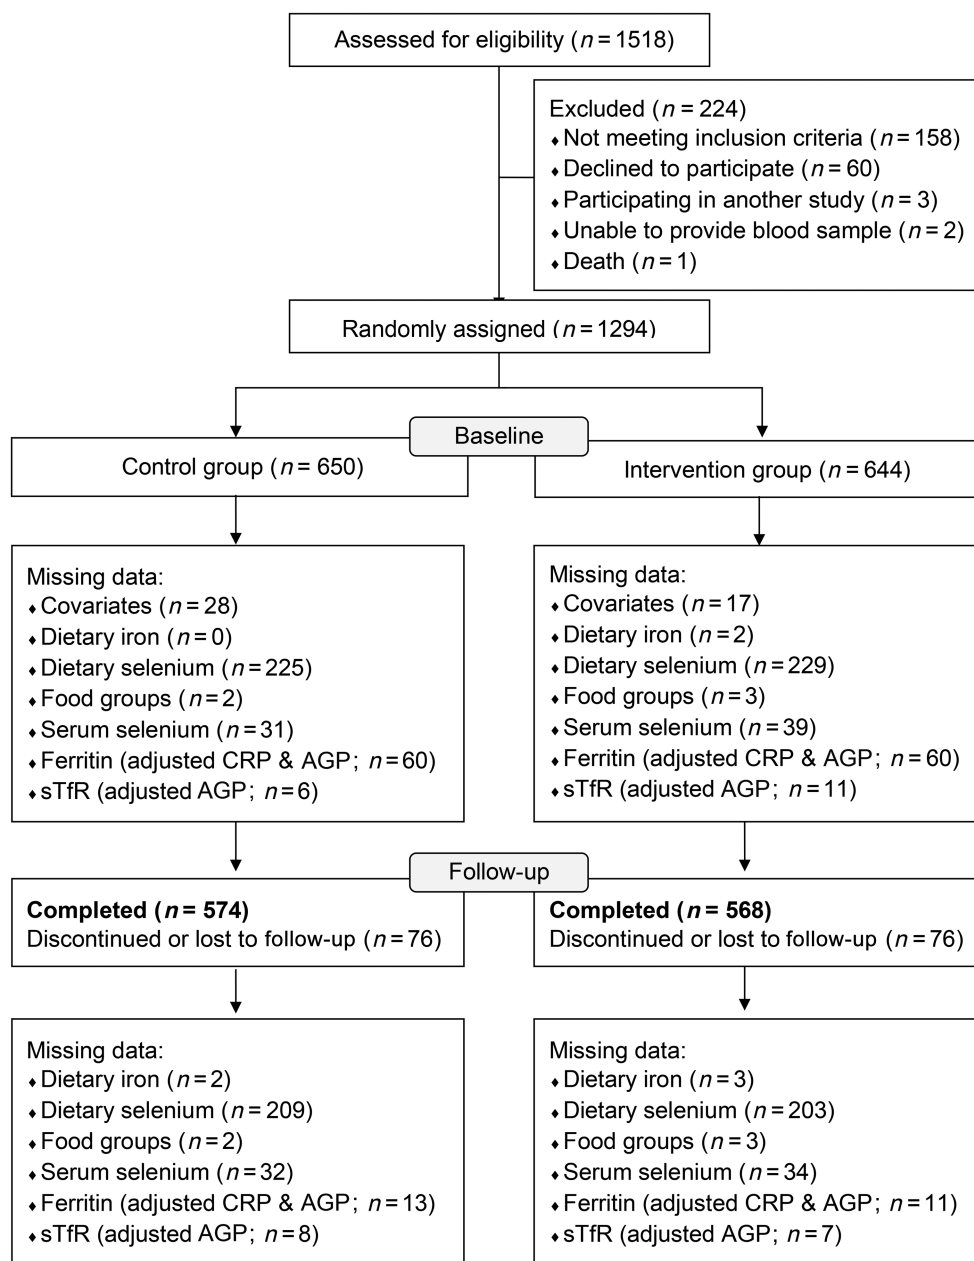 Assessed for eligibility (n = 1518)
Excluded (n = 224)
⬧Not meeting inclusion criteria (n = 158)
⬧Declined to participate (n = 60)
⬧Participating in another study (n = 3)
⬧Unable to provide blood sample (n = 2)
⬧Death (n = 1)
Randomly assigned (n = 1294)
Baseline
Control group (n = 650)
Intervention group (n = 644)
Missing data:
⬧Covariates (n = 28)
⬧Dietary iron (n = 0)
⬧Dietary selenium (n = 225)
⬧Food groups (n = 2)
⬧Serum selenium (n = 31)
⬧Ferritin (adjusted CRP & AGP; n = 60)
⬧sTfR (adjusted AGP; n = 6)
Missing data:
⬧Covariates (n = 17)
⬧Dietary iron (n = 2)
⬧Dietary selenium (n = 229)
⬧Food groups (n = 3)
⬧Serum selenium (n = 39)
⬧Ferritin (adjusted CRP & AGP; n = 60)
⬧sTfR (adjusted AGP; n = 11)
Follow-up
Completed (n = 574)
Discontinued or lost to follow-up (n = 76)
Completed (n = 568)
Discontinued or lost to follow-up (n = 76)
Missing data:
⬧Dietary iron (n = 2)
⬧Dietary selenium (n = 209)
⬧Food groups (n = 2)
⬧Serum selenium (n = 32)
⬧Ferritin (adjusted CRP & AGP; n = 13)
⬧sTfR (adjusted AGP; n = 8)
Missing data:
⬧Dietary iron (n = 3)
⬧Dietary selenium (n = 203)
⬧Food groups (n = 3)
⬧Serum selenium (n = 34)
⬧Ferritin (adjusted CRP & AGP; n = 11)
⬧sTfR (adjusted AGP; n = 7)